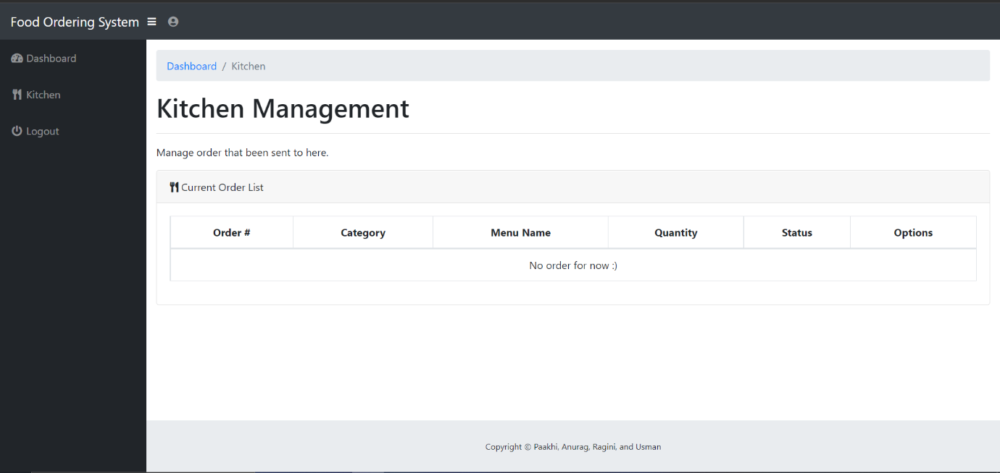 Food Ordering System
Dashboard
Kitchen
Logout
Dashboard / Kitchen
Kitchen Management
Manage order that been sent to here.
Current Order List
Order # Category Menu Name Quantity Status Options
No order for now :)
Copyright © Paakhi, Anurag, Ragini, and Usman